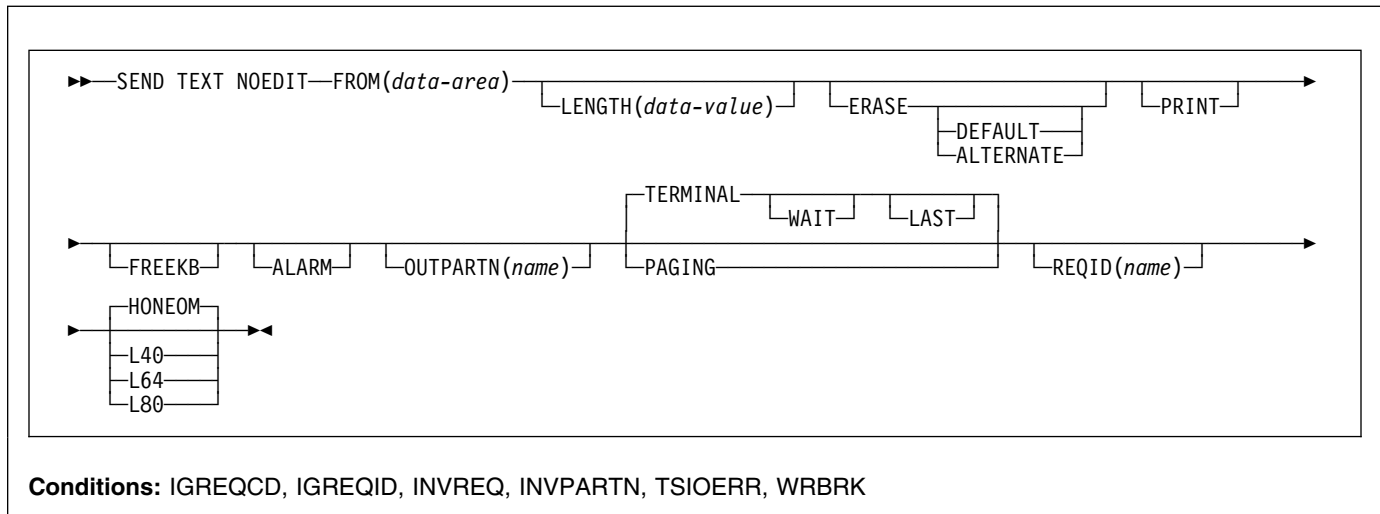 SEND TEXT NOEDIT FROM(data-area)
LENGTH(data-value) ERASE PRINT
DEFAULT
ALTERNATE
TERMINAL
WAIT LAST
FREEKB ALARM OUTPARTN(name) PAGING REQID(name)
HONEOM
L40
L64
L80
Conditions: IGREQCD, IGREQID, INVREQ, INVPARTN, TSIOERR, WRBRK